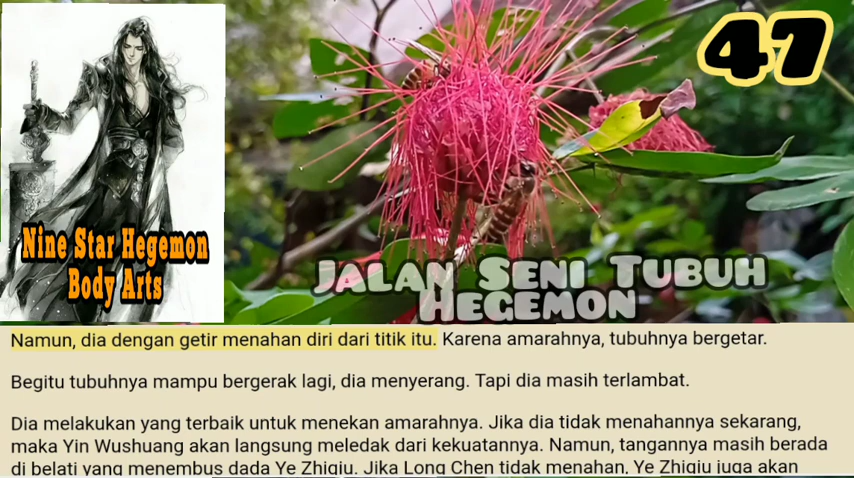 47
Nine Star Hegemon
Body Arts
Jalan Seni Tubuh
Hegemon
Namun, dia dengan getir menahan diri dari titik itu. Karena amarahnya, tubuhnya bergetar.
Begitu tubuhnya mampu bergerak lagi, dia menyerang. Tapi dia masih terlambat.
Dia melakukan yang terbaik untuk menekan amarahnya. Jika dia tidak menahannya sekarang,
maka Yin Wushuang akan langsung meledak dari kekuatannya. Namun, tangannya masih berada
di belati yang menembus dada Ye Zhiqiu. Jika Long Chen tidak menahan, Ye Zhiqiu juga akan